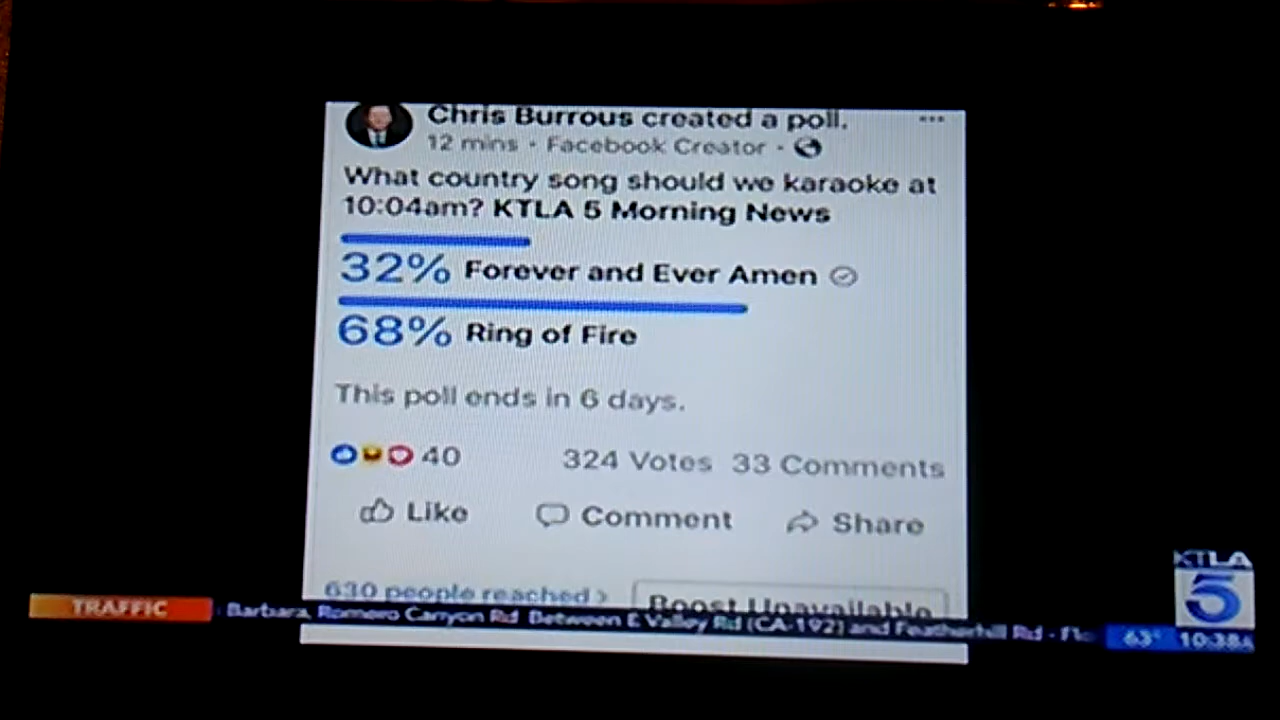 Chris Burrous created a poll.
12 mins · Facebook Creator ·
What country song should we karaoke at
10:04am? KTLA 5 Morning News
32% Forever and Ever Amen
68% Ring of Fire
This poll ends in 6 days.
40 324 Votes 33 Comments
Like Comment Share
630 people reached >
Boost Unavailable
KTLA
5
TRAFFIC Barbara, Romero Canyon Rd Between E Valley Rd (CA-192) and Featherhill Rd -
63° 10:38